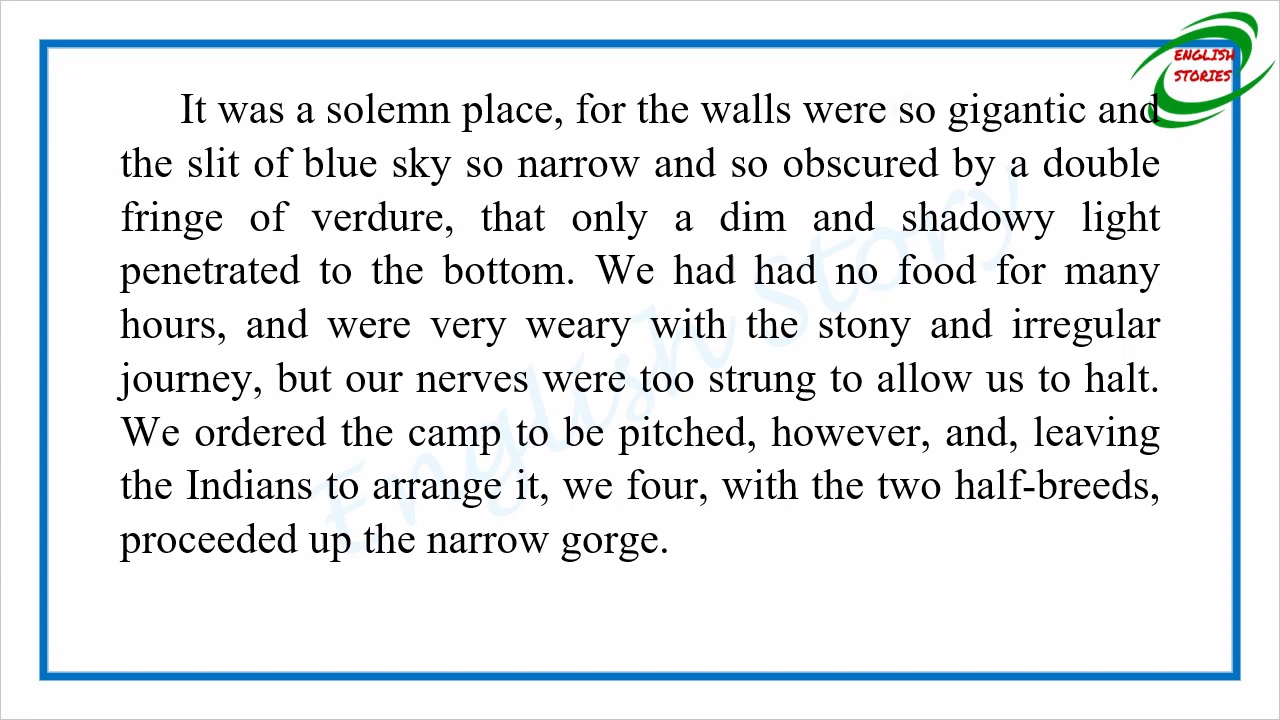 ENGLISH
STORIES
It was a solemn place, for the walls were so gigantic and
the slit of blue sky so narrow and so obscured by a double
fringe of verdure, that only a dim and shadowy light
penetrated to the bottom. We had had no food for many
hours, and were very weary with the stony and irregular
journey, but our nerves were too strung to allow us to halt.
We ordered the camp to be pitched, however, and, leaving
the Indians to arrange it, we four, with the two half-breeds,
proceeded up the narrow gorge.
English Story